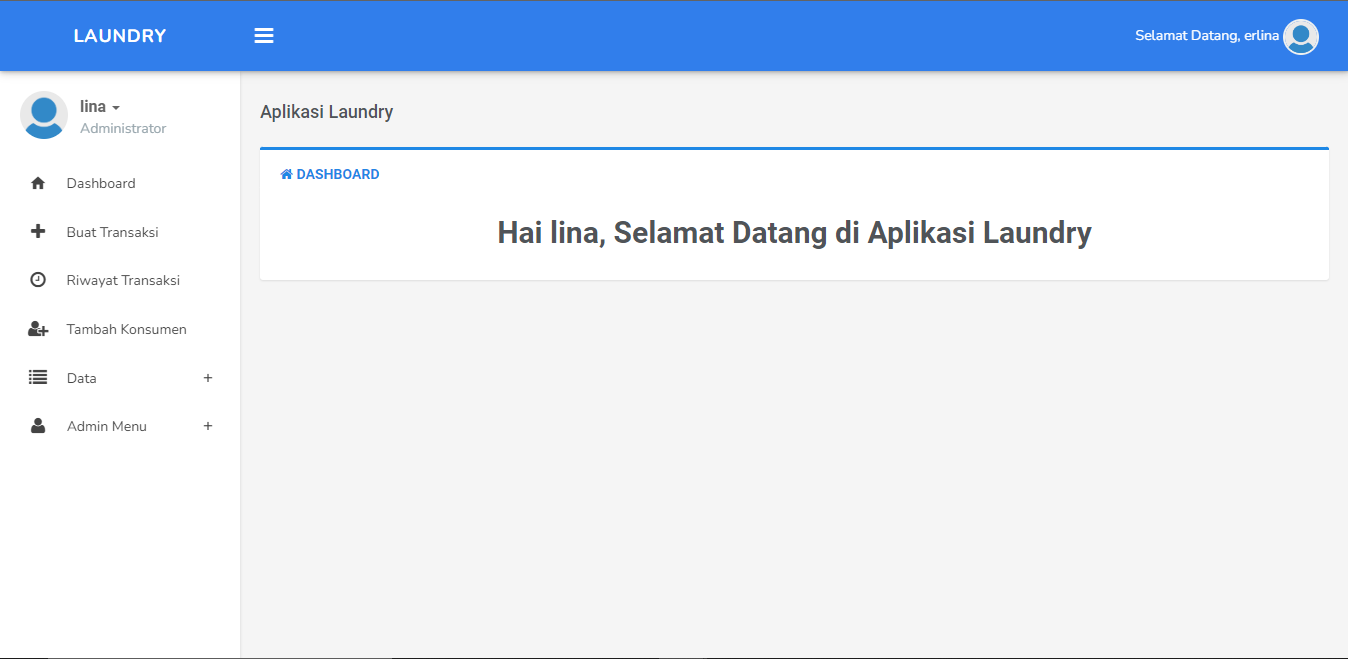 LAUNDRY
Selamat Datang, erlina
lina
Administrator
Dashboard
Buat Transaksi
Riwayat Transaksi
Tambah Konsumen
Data +
Admin Menu +
Aplikasi Laundry
DASHBOARD
Hai lina, Selamat Datang di Aplikasi Laundry